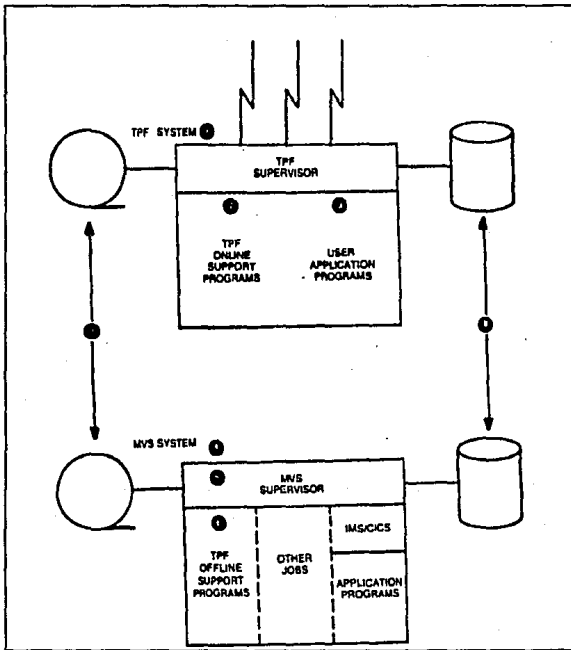 TPF SYSTEM
TPF
SUPERVISOR
TPF
ONLINE
SUPPORT
PROGRAMS
USER
APPLICATION
PROGRAMS
MVS SYSTEM
MVS
SUPERVISOR
TPF
OFFLINE
SUPPORT
PROGRAMS
OTHER
JOBS
IMS/CICS
APPLICATION
PROGRAMS